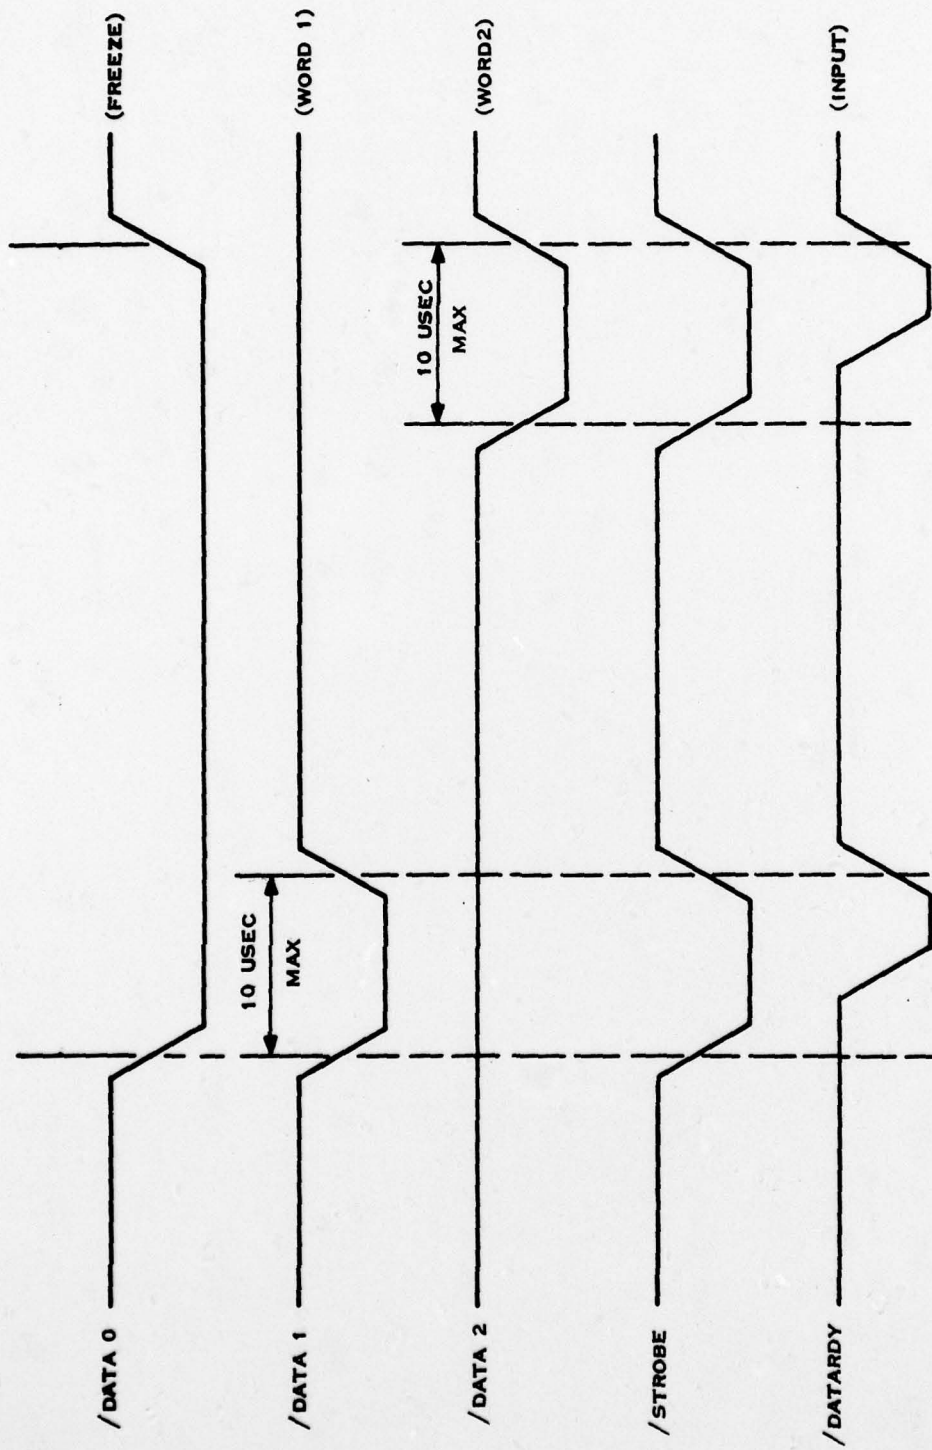 /DATA 0
(FREEZE)
/DATA 1
10 USEC
MAX
(WORD 1)
/DATA 2
10 USEC
MAX
(WORD2)
/STROBE
/DATARDY
(INPUT)